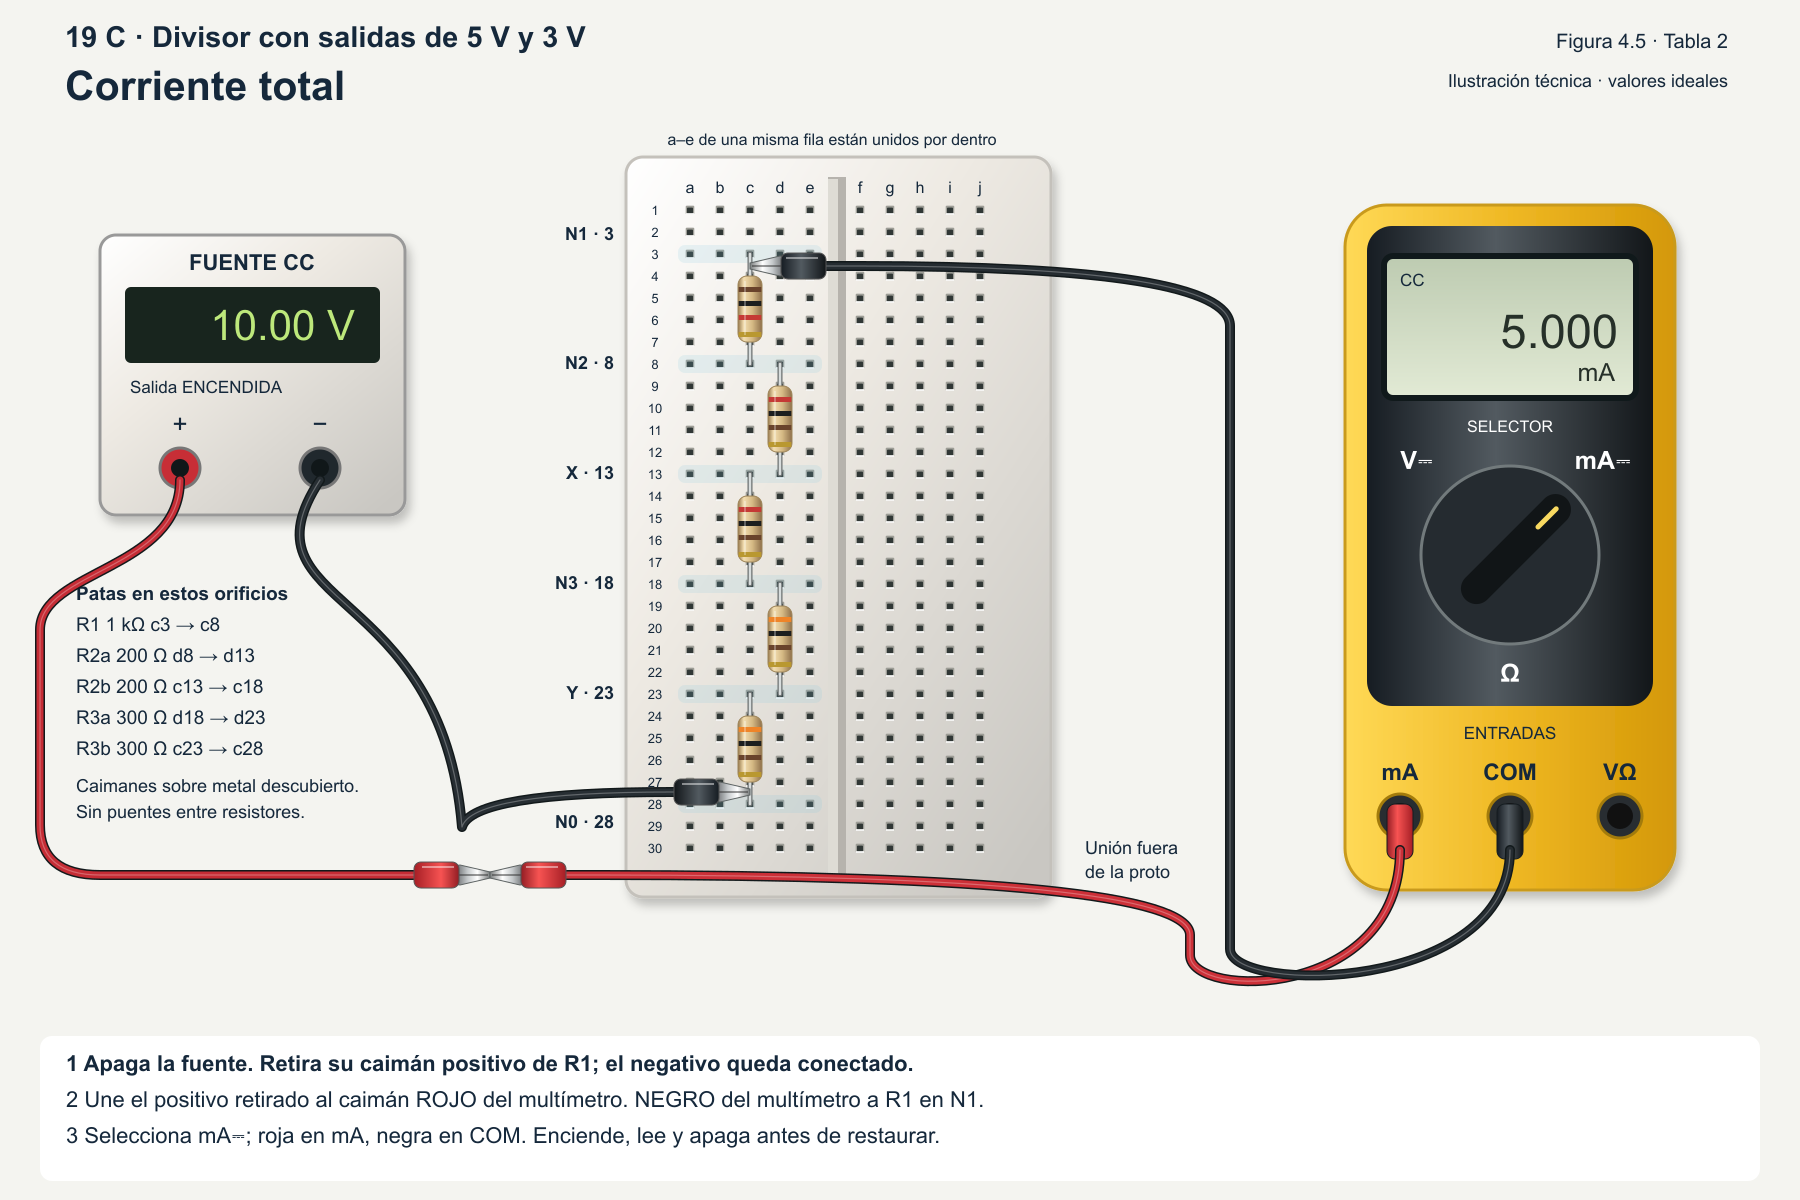 19 C · Divisor con salidas de 5 V y 3 V
Corriente total
Figura 4.5 · Tabla 2
Ilustración técnica · valores ideales
a–e de una misma fila están unidos por dentro
a b c d e f g h i j
1
2
N1 · 3
3
4
5
6
7
N2 · 8
8
9
10
11
12
X · 13
13
14
15
16
17
N3 · 18
18
19
20
21
22
Y · 23
23
24
25
26
27
28
N0 · 28
29
30
FUENTE CC
10.00 V
Salida ENCENDIDA
+ −
Patas en estos orificios
R1 1 kΩ c3 → c8
R2a 200 Ω d8 → d13
R2b 200 Ω c13 → c18
R3a 300 Ω d18 → d23
R3b 300 Ω c23 → c28
Caimanes sobre metal descubierto.
Sin puentes entre resistores.
Unión fuera
de la proto
CC
5.000
mA
SELECTOR
V⎓ mA⎓
Ω
ENTRADAS
mA COM VΩ
1 Apaga la fuente. Retira su caimán positivo de R1; el negativo queda conectado.
2 Une el positivo retirado al caimán ROJO del multímetro. NEGRO del multímetro a R1 en N1.
3 Selecciona mA⎓; roja en mA, negra en COM. Enciende, lee y apaga antes de restaurar.